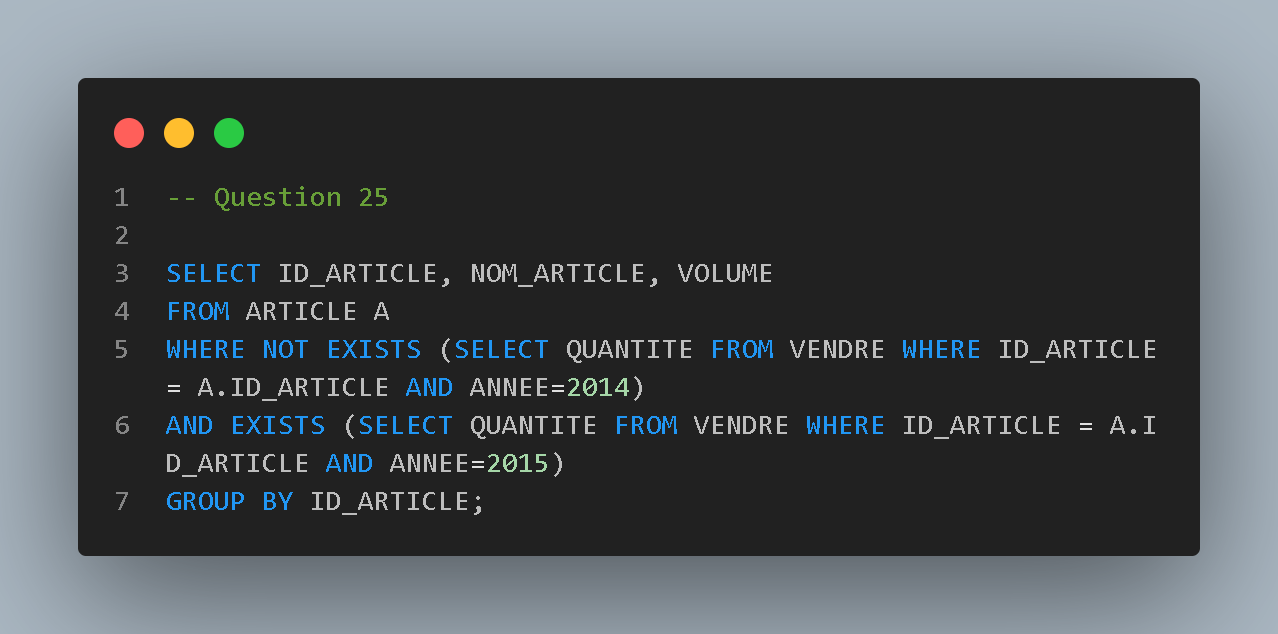 1 -- Question 25
2
3 SELECT ID_ARTICLE, NOM_ARTICLE, VOLUME
4 FROM ARTICLE A
5 WHERE NOT EXISTS (SELECT QUANTITE FROM VENDRE WHERE ID_ARTICLE
= A.ID_ARTICLE AND ANNEE=2014)
6 AND EXISTS (SELECT QUANTITE FROM VENDRE WHERE ID_ARTICLE = A.I
D_ARTICLE AND ANNEE=2015)
7 GROUP BY ID_ARTICLE;